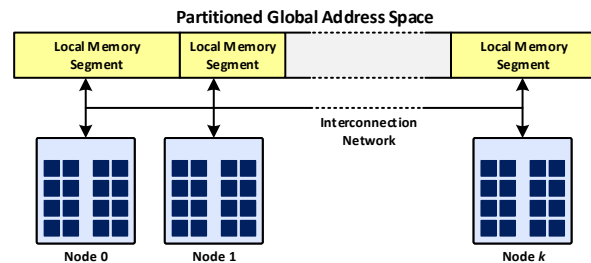 Partitioned Global Address Space
Local Memory
Segment
Local Memory
Segment
Local Memory
Segment
Interconnection
Network
Node 0
Node 1
Node k